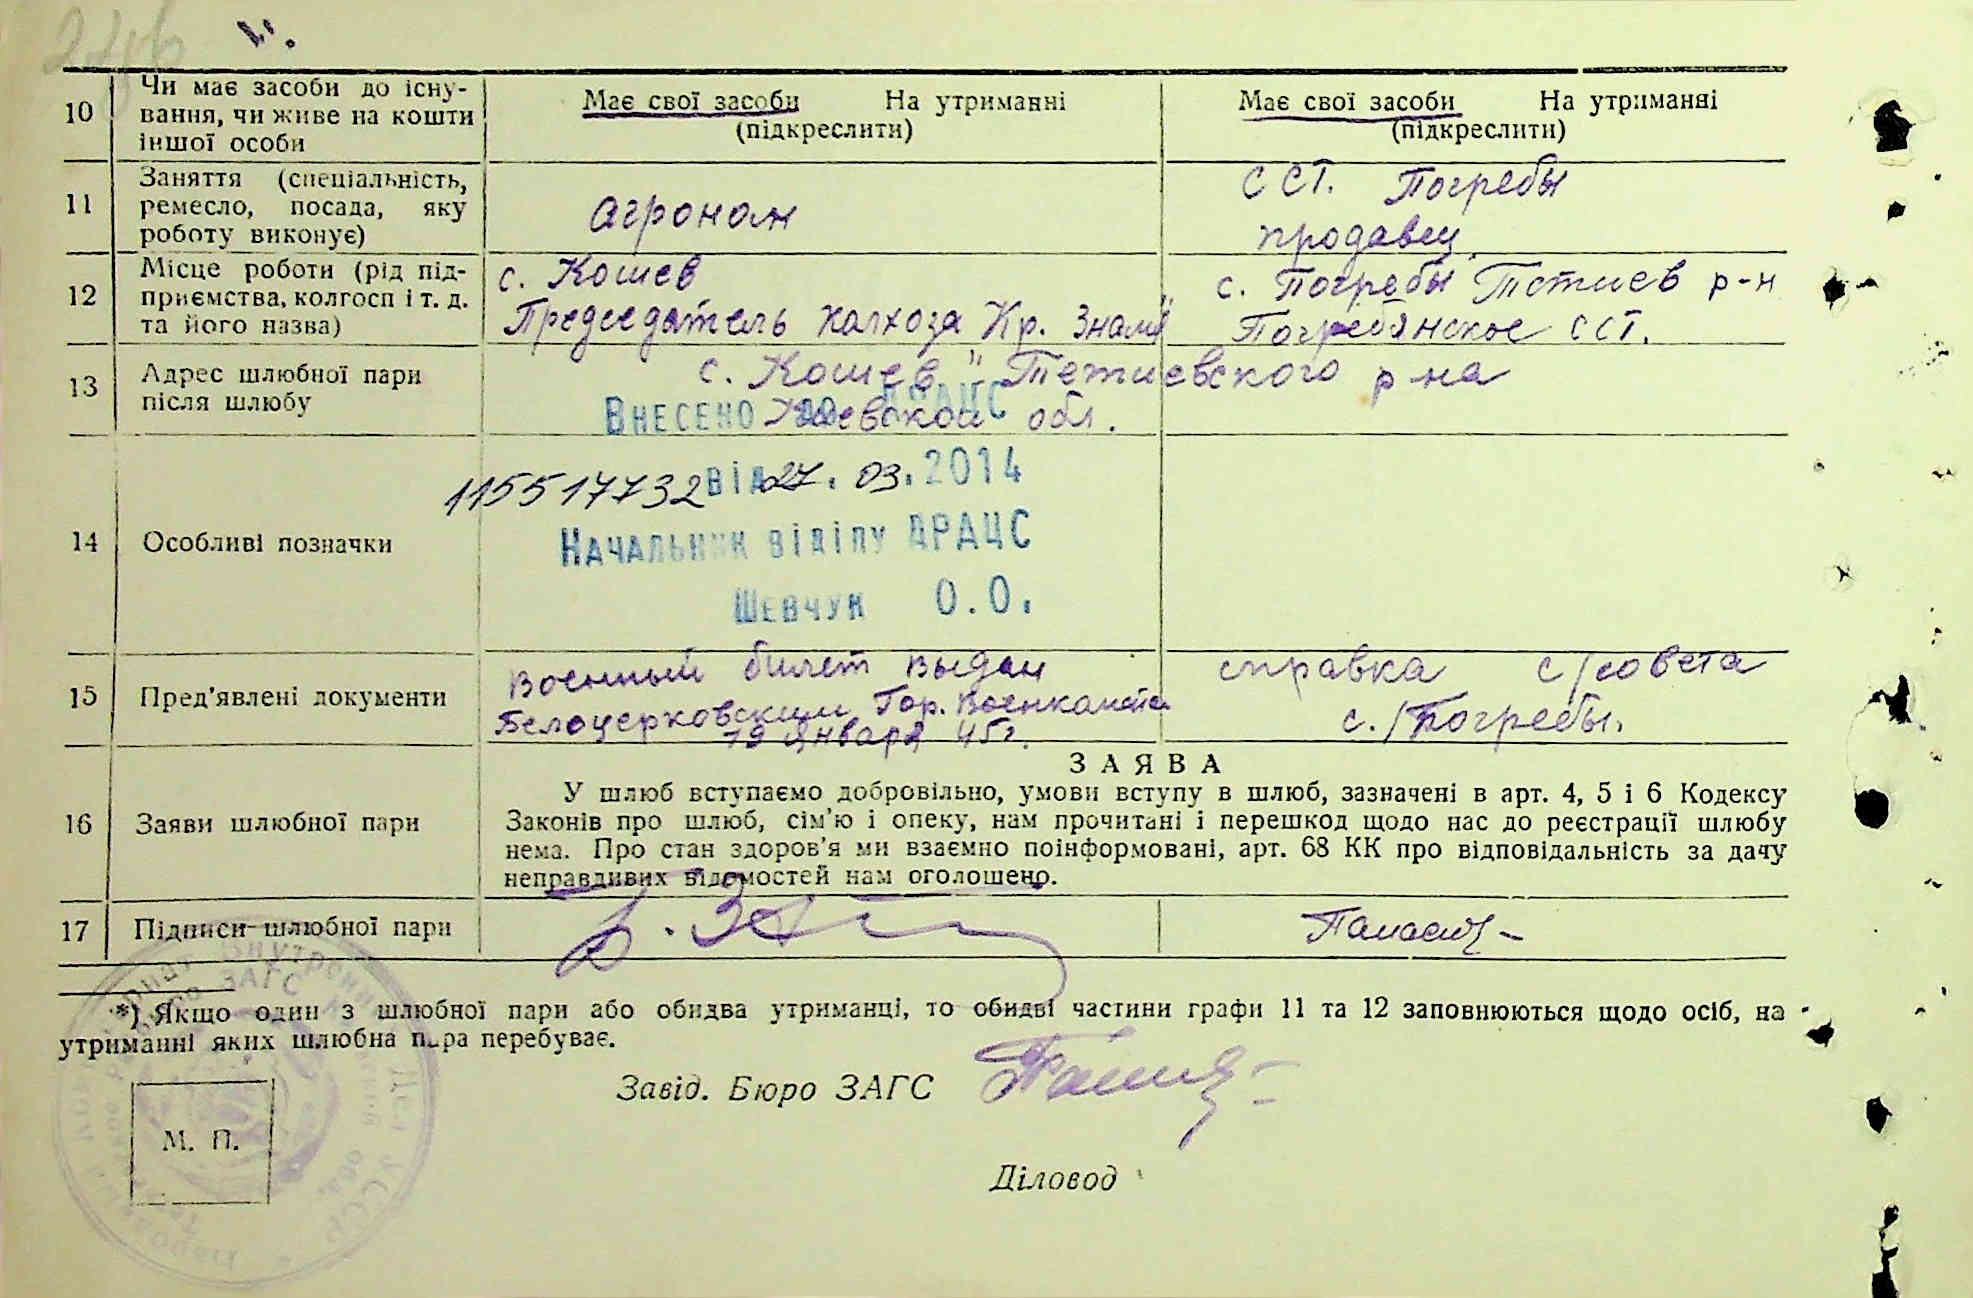 2746
10 Чи має засоби до існу-
вання, чи живе на кошти
іншої особи
Має свої засоби На утриманні
(підкреслити)
Має свої засоби На утриманні
(підкреслити)
11 Заняття (спеціальність,
ремесло, посада, яку
роботу виконує)
агроном
ССТ. Погребы
продавец
12 Місце роботи (рід під-
приємства, колгосп і т. д.
та його назва)
с. Кошев
Председатель колхоза Кр. Знамя
с. Погребы Тетиев р-н
Погребянское ССТ.
13 Адрес шлюбної пари
після шлюбу
с. Кошев" Тетиевского р-на
Киевской обл.
Внесено до ДРАЦС
115517732 від 27.03.2014
Начальник відділу ДРАЦС
Шевчук О.О.
14 Особливі позначки
15 Пред'явлені документи
Военный билет выдан
Белоцерковским Гор. Военкоматом
19 января 45г.
справка с/совета
с. Погребы.
16 Заяви шлюбної пари
ЗАЯВА
У шлюб вступаємо добровільно, умови вступу в шлюб, зазначені в арт. 4, 5 і 6 Кодексу
Законів про шлюб, сім'ю і опеку, нам прочитані і перешкод щодо нас до реєстрації шлюбу
нема. Про стан здоров'я ми взаємно поінформовані, арт. 68 КК про відповідальність за дачу
неправдивих відомостей нам оголошено.
17 Підписи шлюбної пари
*) Якщо один з шлюбної пари або обидва утриманці, то обидві частини графи 11 та 12 заповнюються щодо осіб, на
утриманні яких шлюбна пара перебуває.
Завід. Бюро ЗАГС
М. П.
Діловод